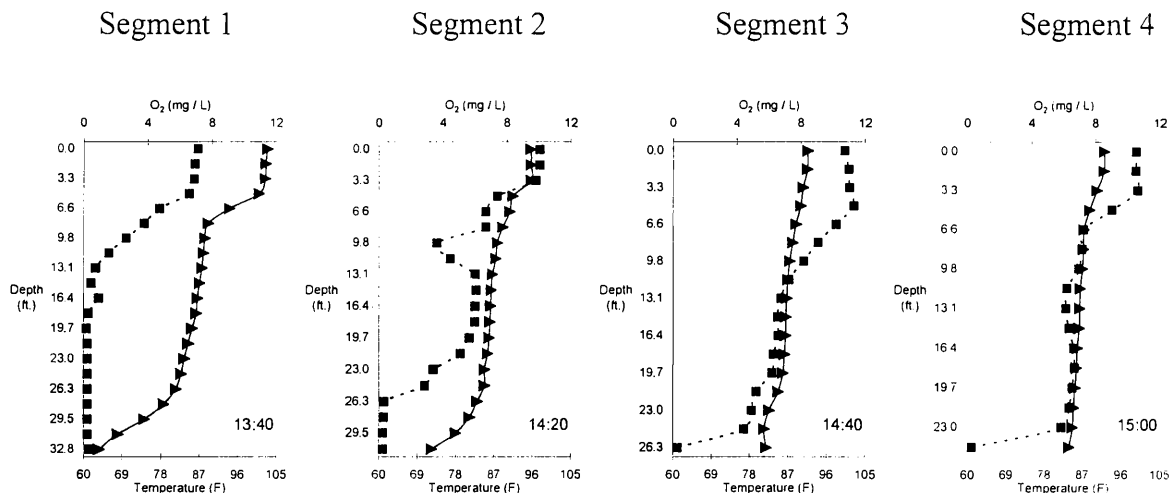 Segment 1
Segment 2
Segment 3
Segment 4
O2 (mg / L)
0 4 8 12
0.0
3.3
6.6
9.8
13.1
Depth (ft.)
16.4
19.7
23.0
26.3
29.5
32.8
13:40
60 69 78 87 96 105
Temperature (F)
O2 (mg / L)
0 4 8 12
0.0
3.3
6.6
9.8
13.1
Depth (ft.)
16.4
19.7
23.0
26.3
29.5
14:20
60 69 78 87 96 105
Temperature (F)
O2 (mg / L)
0 4 8 12
0.0
3.3
6.6
9.8
Depth (ft.)
13.1
16.4
19.7
23.0
26.3
14:40
60 69 78 87 96 105
Temperature (F)
O2 (mg / L)
0 4 8 12
0 0
3.3
6 6
9 8
Depth (ft.)
13 1
16 4
19 7
23 0
15:00
60 69 78 87 96 105
Temperature (F)